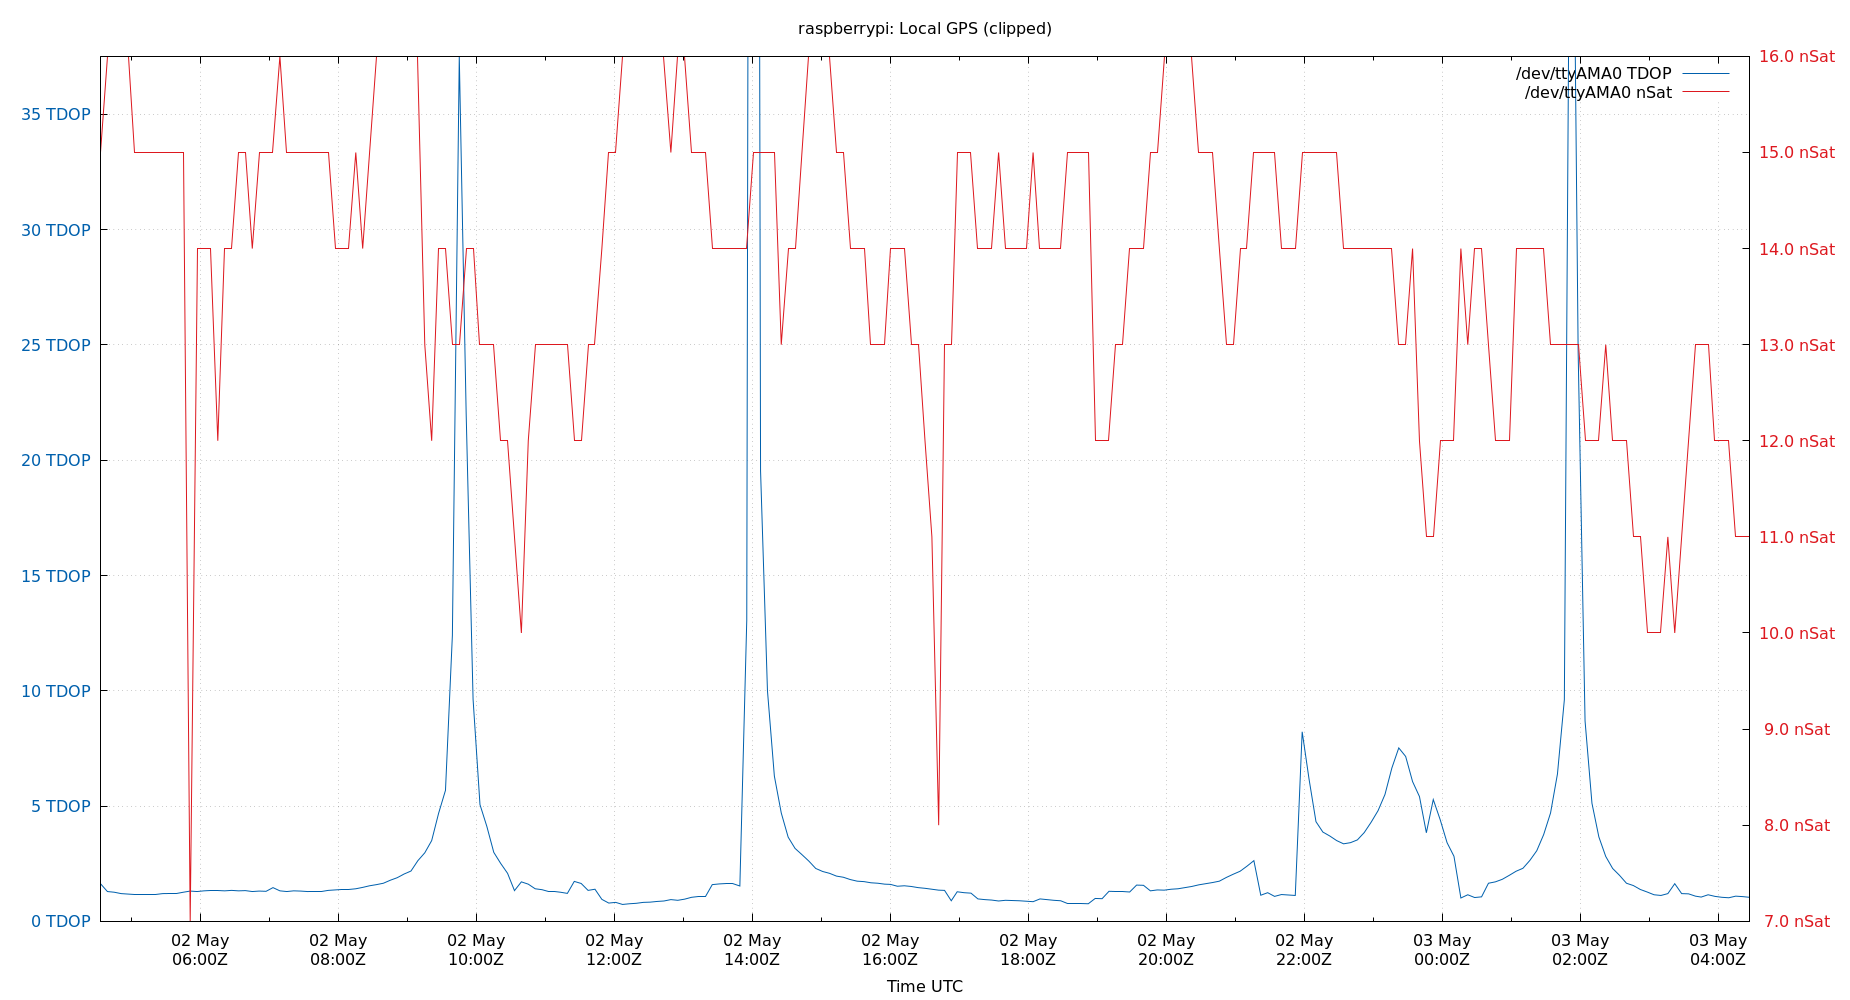 raspberrypi: Local GPS (clipped)
/dev/ttyAMA0 TDOP
/dev/ttyAMA0 nSat
35 TDOP
30 TDOP
25 TDOP
20 TDOP
15 TDOP
10 TDOP
5 TDOP
0 TDOP
16.0 nSat
15.0 nSat
14.0 nSat
13.0 nSat
12.0 nSat
11.0 nSat
10.0 nSat
9.0 nSat
8.0 nSat
7.0 nSat
02 May 02 May 02 May 02 May 02 May 02 May 02 May 02 May 02 May 03 May 03 May 03 May
06:00Z 08:00Z 10:00Z 12:00Z 14:00Z 16:00Z 18:00Z 20:00Z 22:00Z 00:00Z 02:00Z 04:00Z
Time UTC